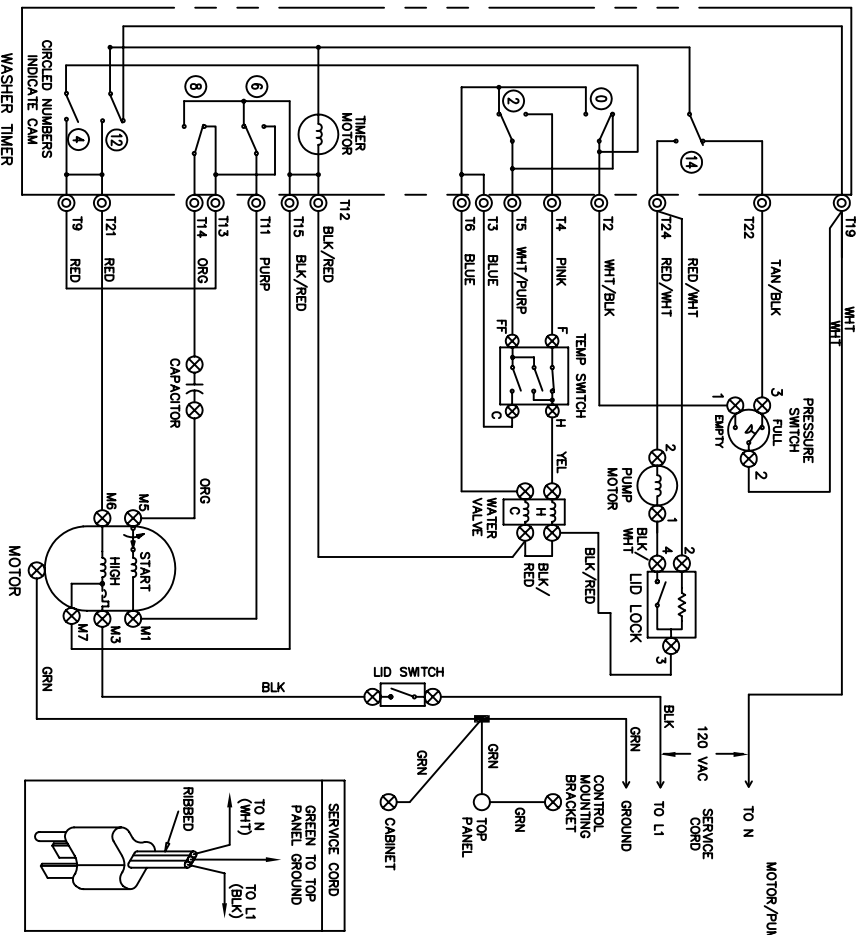 WASHER TIMER
CIRCLED NUMBERS
INDICATE CAM
4
12
8
6
TIMER
MOTOR
2
0
14
T9
T21
T14
T13
T11
T15
T12
T6
T3
T5
T4
T2
T24
T22
T19
RED
RED
ORG
PURP
BLK/RED
BLK/RED
BLUE
BLUE
WHT/PURP
PINK
WHT/BLK
RED/WHT
RED/WHT
TAN/BLK
WHT
WHT
FF
F
TEMP SWITCH
C
H
CAPACITOR
ORG
YEL
WATER
VALVE
C
H
BLK/
RED
BLK/RED
PRESSURE
SWITCH
3
FULL
1
EMPTY
2
PUMP
MOTOR
2
1
BLK
WHT
4
2
LID LOCK
3
M6
M5
START
HIGH
M1
M3
M7
MOTOR
GRN
BLK
LID SWITCH
BLK
120 VAC
SERVICE
CORD
TO N
TO L1
GROUND
GRN
GRN
GRN
GRN
CONTROL
MOUNTING
BRACKET
TOP
PANEL
CABINET
MOTOR/PUM
SERVICE CORD
GREEN TO TOP
PANEL GROUND
TO N
(WHT)
RIBBED
TO L1
(BLK)